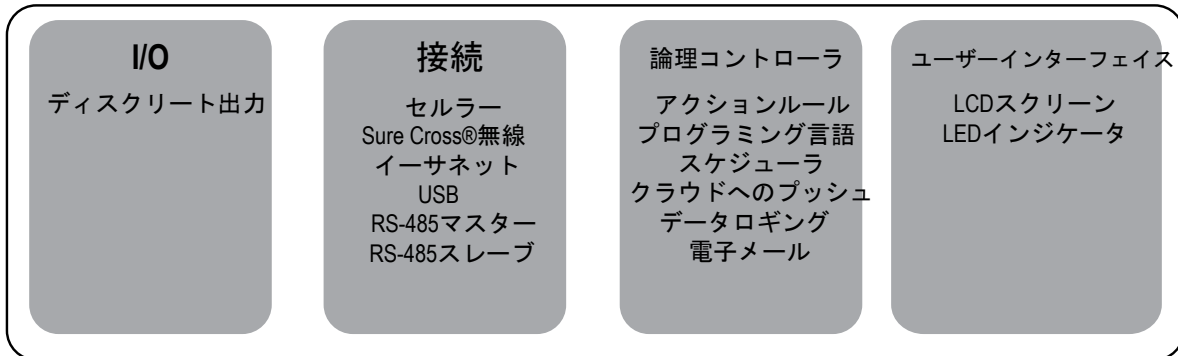 I/O
ディスクリート出力
接続
セルラー
Sure Cross®無線
イーサネット
USB
RS-485マスター
RS-485スレーブ
論理コントローラ
アクションルール
プログラミング言語
スケジューラ
クラウドへのプッシュ
データロギング
電子メール
ユーザーインターフェイス
LCDスクリーン
LEDインジケータ